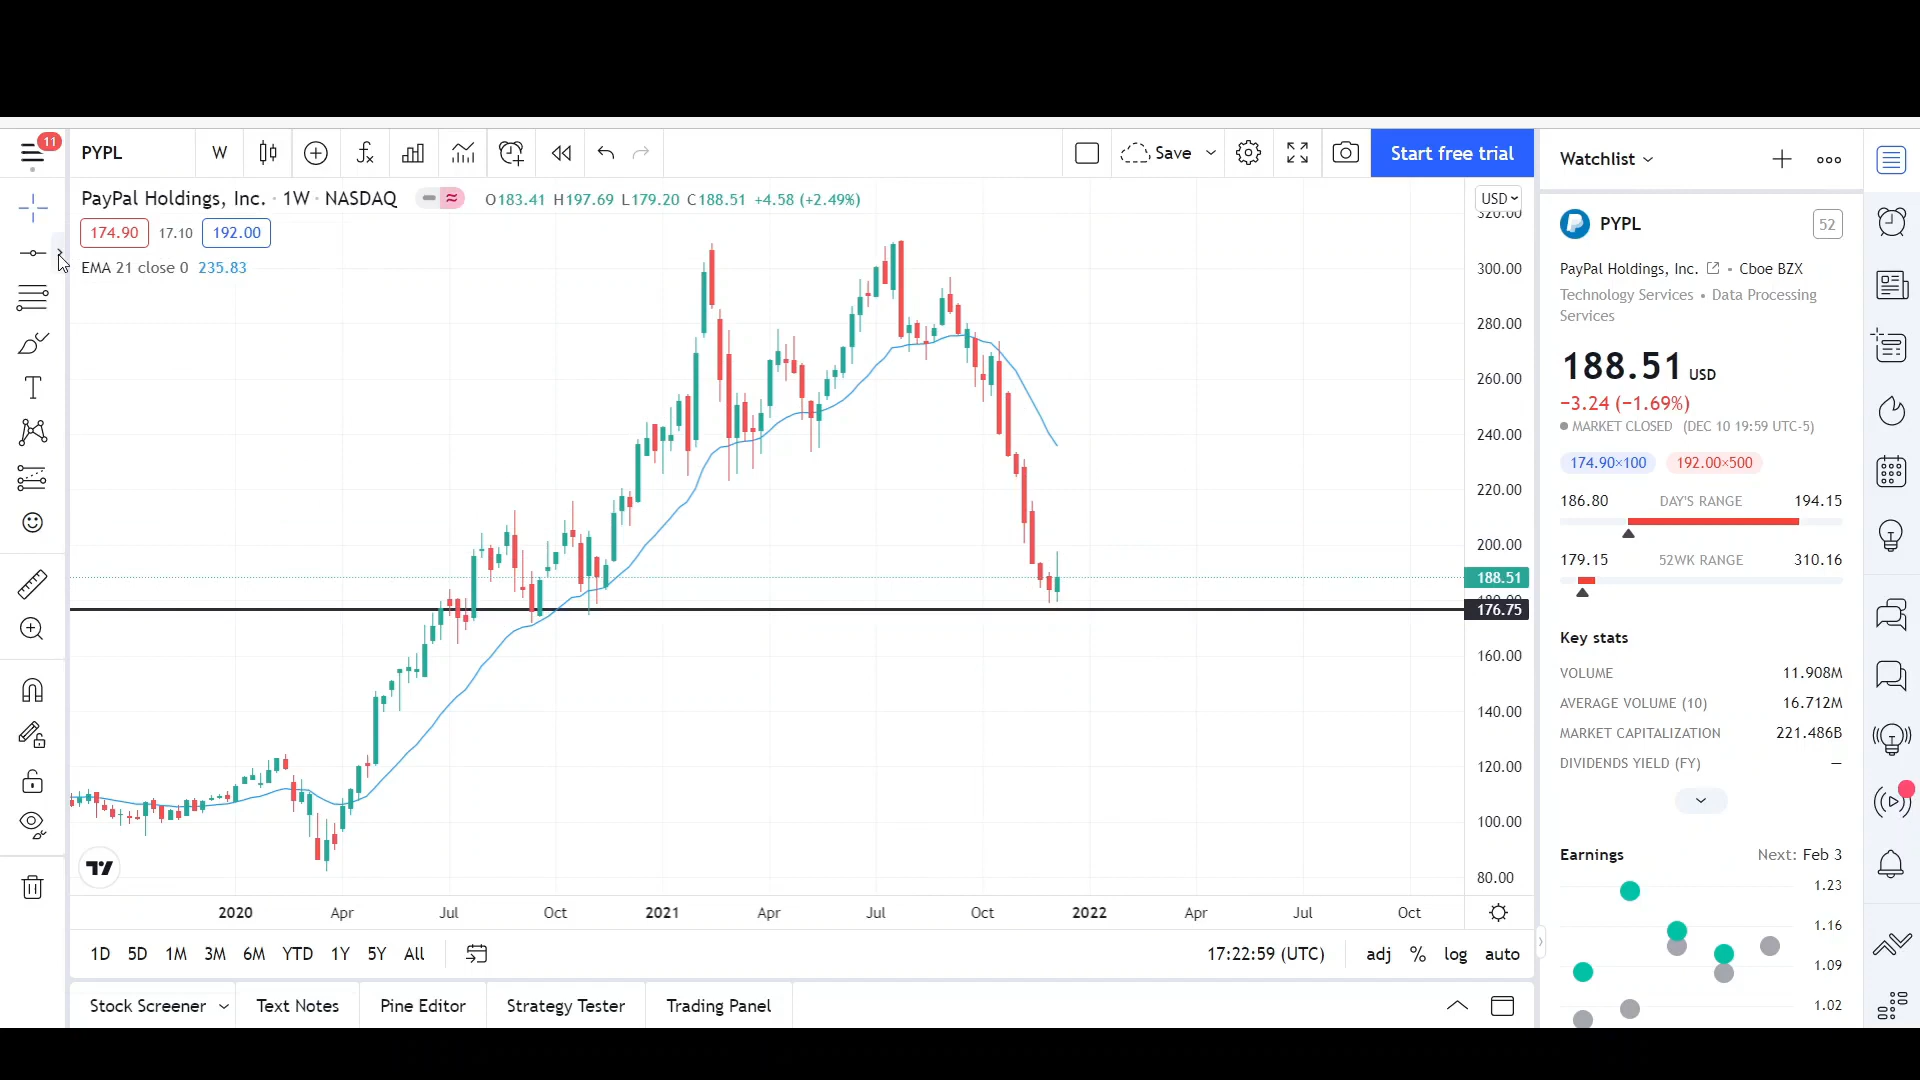 11
PYPL
W
Save
Start free trial
Watchlist
PayPal Holdings, Inc. · 1W · NASDAQ
O183.41 H197.69 L179.20 C188.51 +4.58 (+2.49%)
USD
174.90 17.10 192.00
EMA 21 close 0 235.83
320.00
300.00
280.00
260.00
240.00
220.00
200.00
188.51
180.00
176.75
160.00
140.00
120.00
100.00
80.00
2020 Apr Jul Oct 2021 Apr Jul Oct 2022 Apr Jul Oct
1D 5D 1M 3M 6M YTD 1Y 5Y All
17:22:59 (UTC) adj % log auto
Stock Screener Text Notes Pine Editor Strategy Tester Trading Panel
PYPL
52
PayPal Holdings, Inc. • Cboe BZX
Technology Services • Data Processing
Services
188.51 USD
−3.24 (−1.69%)
MARKET CLOSED (DEC 10 19:59 UTC-5)
174.90×100 192.00×500
186.80 DAY'S RANGE 194.15
179.15 52WK RANGE 310.16
Key stats
VOLUME 11.908M
AVERAGE VOLUME (10) 16.712M
MARKET CAPITALIZATION 221.486B
DIVIDENDS YIELD (FY) —
Earnings Next: Feb 3
1.23
1.16
1.09
1.02